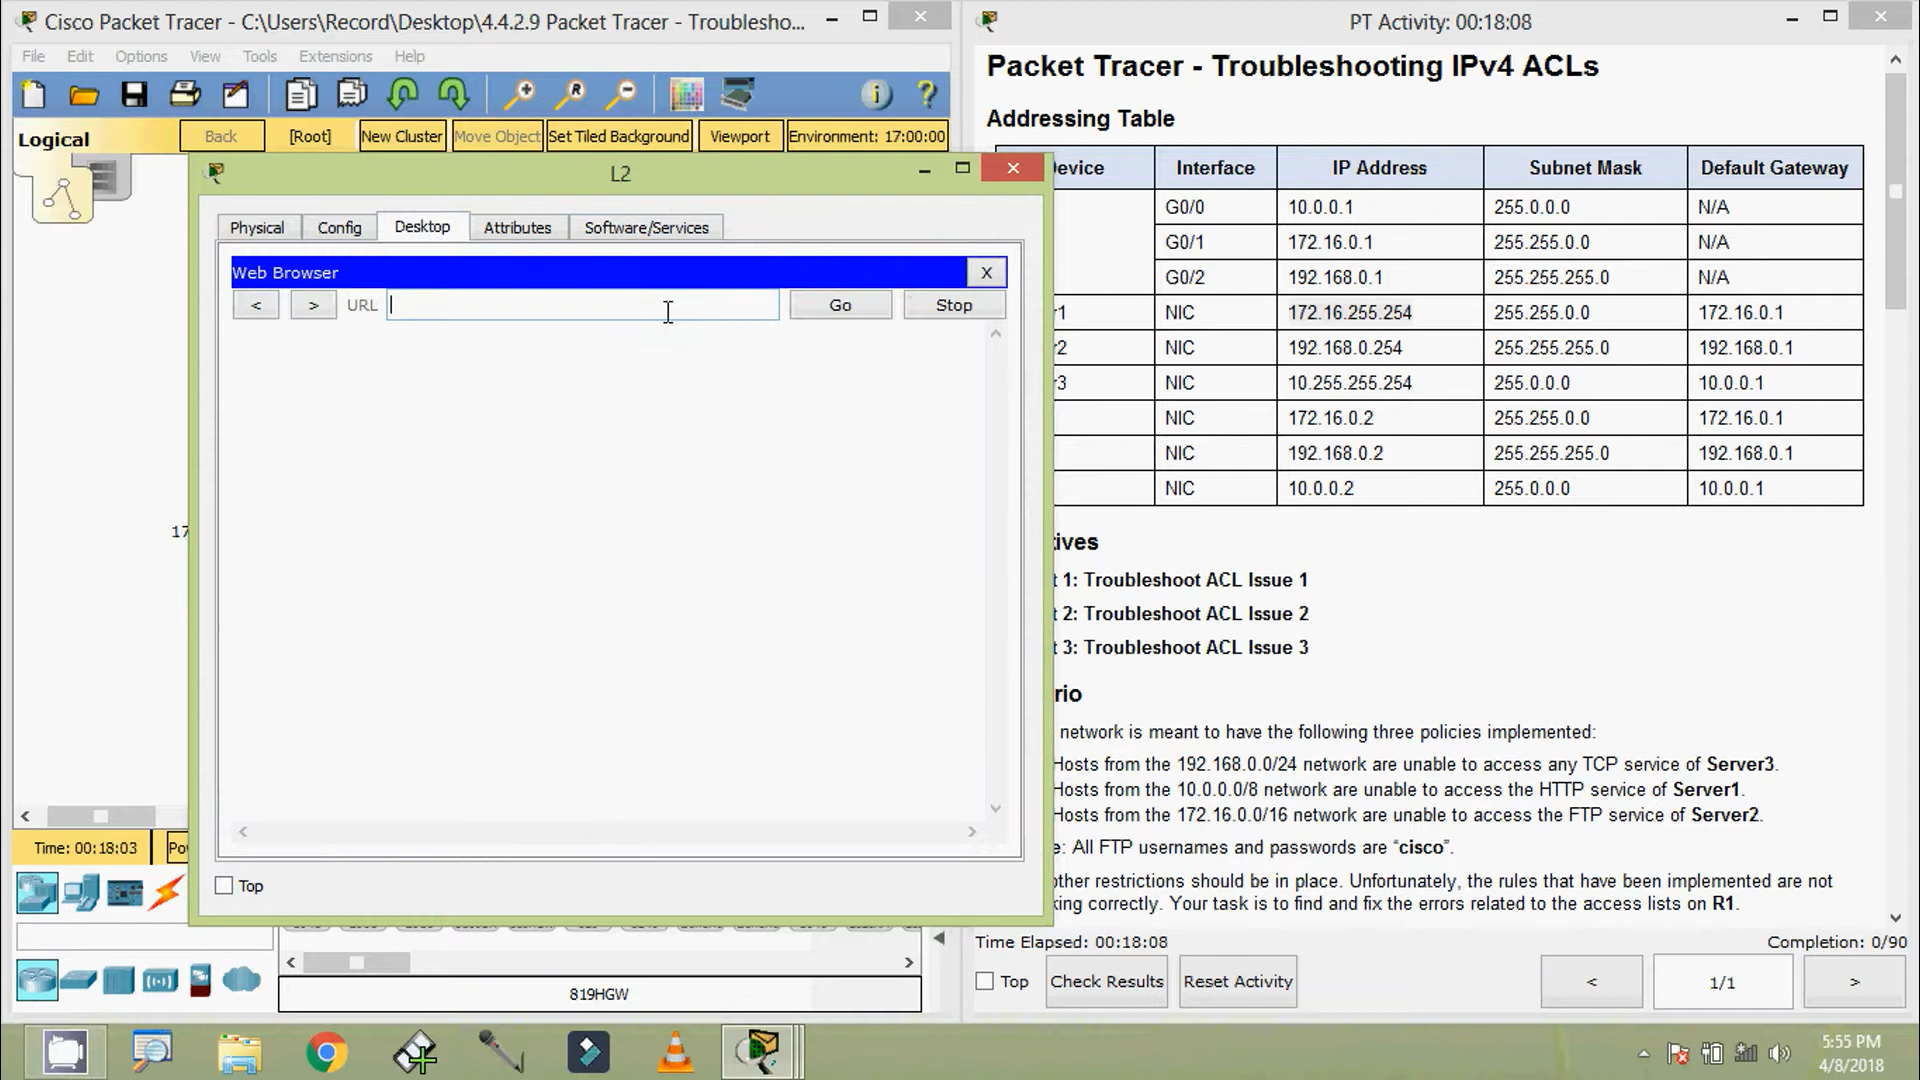 Cisco Packet Tracer - C:\Users\Record\Desktop\4.4.2.9 Packet Tracer - Troublesho...
File Edit Options View Tools Extensions Help
Logical
Back [Root] New Cluster Move Object Set Tiled Background Viewport Environment: 17:00:00
L2
Physical Config Desktop Attributes Software/Services
Web Browser X
< > URL Go Stop
17
Top
Time: 00:18:03
819HGW
PT Activity: 00:18:08
Packet Tracer - Troubleshooting IPv4 ACLs
Addressing Table
evice Interface IP Address Subnet Mask Default Gateway
G0/0 10.0.0.1 255.0.0.0 N/A
G0/1 172.16.0.1 255.255.0.0 N/A
G0/2 192.168.0.1 255.255.255.0 N/A
r1 NIC 172.16.255.254 255.255.0.0 172.16.0.1
r2 NIC 192.168.0.254 255.255.255.0 192.168.0.1
r3 NIC 10.255.255.254 255.0.0.0 10.0.0.1
NIC 172.16.0.2 255.255.0.0 172.16.0.1
NIC 192.168.0.2 255.255.255.0 192.168.0.1
NIC 10.0.0.2 255.0.0.0 10.0.0.1
tives
t 1: Troubleshoot ACL Issue 1
t 2: Troubleshoot ACL Issue 2
t 3: Troubleshoot ACL Issue 3
rio
network is meant to have the following three policies implemented:
Hosts from the 192.168.0.0/24 network are unable to access any TCP service of Server3.
Hosts from the 10.0.0.0/8 network are unable to access the HTTP service of Server1.
Hosts from the 172.16.0.0/16 network are unable to access the FTP service of Server2.
e: All FTP usernames and passwords are “cisco”.
other restrictions should be in place. Unfortunately, the rules that have been implemented are not
king correctly. Your task is to find and fix the errors related to the access lists on R1.
Time Elapsed: 00:18:08 Completion: 0/90
Top Check Results Reset Activity < 1/1 >
5:55 PM
4/8/2018